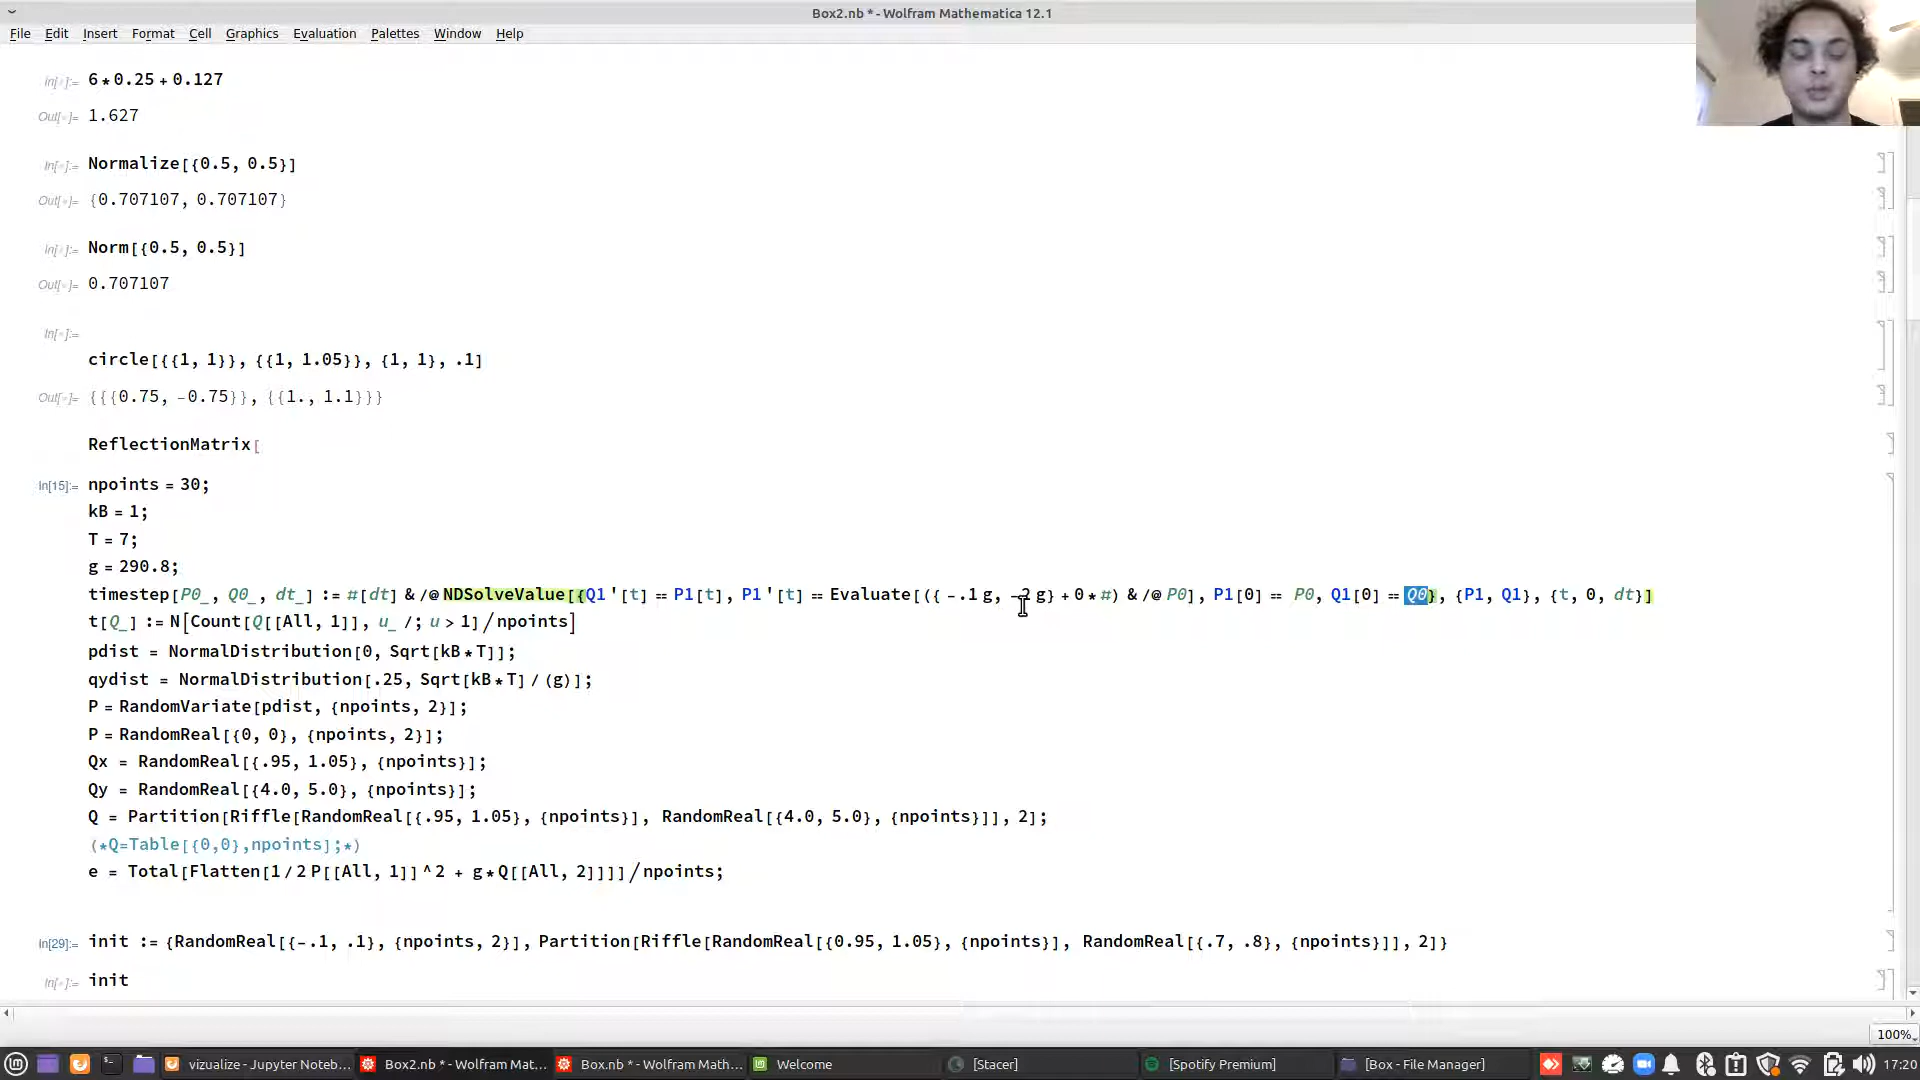 Box2.nb * - Wolfram Mathematica 12.1
File Edit Insert Format Cell Graphics Evaluation Palettes Window Help
In[•]:= 6 * 0.25 + 0.127
Out[•]= 1.627
In[•]:= Normalize[{0.5, 0.5}]
Out[•]= {0.707107, 0.707107}
In[•]:= Norm[{0.5, 0.5}]
Out[•]= 0.707107
In[•]:=
circle[{{1, 1}}, {{1, 1.05}}, {1, 1}, .1]
Out[•]= {{{0.75, -0.75}}, {{1., 1.1}}}
ReflectionMatrix[
In[15]:= npoints = 30;
kB = 1;
T = 7;
g = 290.8;
timestep[P0_, Q0_, dt_] := #[dt] & /@ NDSolveValue[{Q1'[t] == P1[t], P1'[t] == Evaluate[({-.1 g, -2 g} + 0 * #) & /@ P0], P1[0] == P0, Q1[0] == Q0}, {P1, Q1}, {t, 0, dt}]
t[Q_] := N[Count[Q[[All, 1]], u_ /; u > 1] / npoints]
pdist = NormalDistribution[0, Sqrt[kB * T]];
qydist = NormalDistribution[.25, Sqrt[kB * T] / (g)];
P = RandomVariate[pdist, {npoints, 2}];
P = RandomReal[{0, 0}, {npoints, 2}];
Qx = RandomReal[{.95, 1.05}, {npoints}];
Qy = RandomReal[{4.0, 5.0}, {npoints}];
Q = Partition[Riffle[RandomReal[{.95, 1.05}, {npoints}], RandomReal[{4.0, 5.0}, {npoints}]], 2];
(*Q=Table[{0,0},npoints];*)
e = Total[Flatten[1/2 P[[All, 1]]^2 + g*Q[[All, 2]]]] / npoints;
In[29]:= init := {RandomReal[{-.1, .1}, {npoints, 2}], Partition[Riffle[RandomReal[{0.95, 1.05}, {npoints}], RandomReal[{.7, .8}, {npoints}]], 2]}
In[•]:= init
100%
vizualize - Jupyter Noteb... Box2.nb * - Wolfram Mat... Box.nb * - Wolfram Math... Welcome [Stacer] [Spotify Premium] [Box - File Manager] 17:20